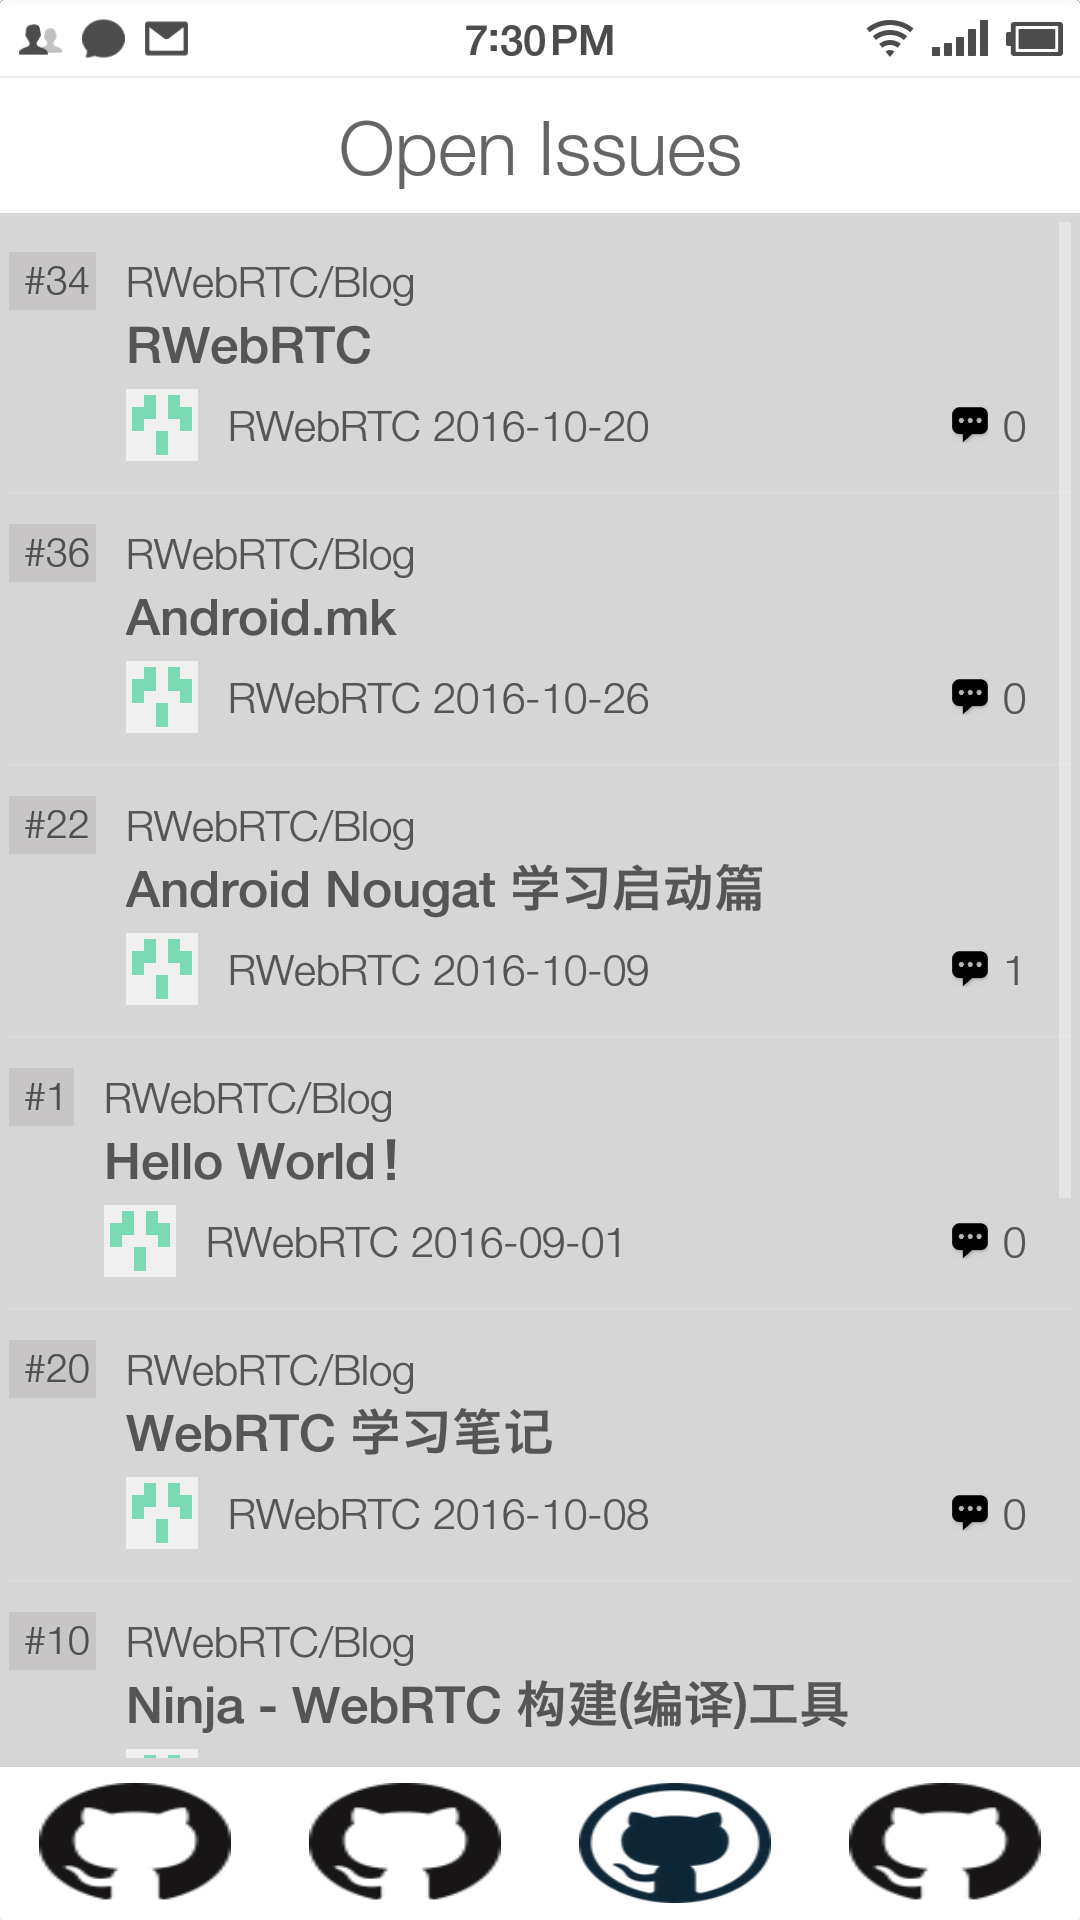 7:30PM
Open Issues
#34 RWebRTC/Blog
RWebRTC
RWebRTC 2016-10-20 0
#36 RWebRTC/Blog
Android.mk
RWebRTC 2016-10-26 0
#22 RWebRTC/Blog
Android Nougat 学习启动篇
RWebRTC 2016-10-09 1
#1 RWebRTC/Blog
Hello World！
RWebRTC 2016-09-01 0
#20 RWebRTC/Blog
WebRTC 学习笔记
RWebRTC 2016-10-08 0
#10 RWebRTC/Blog
Ninja - WebRTC 构建(编译)工具